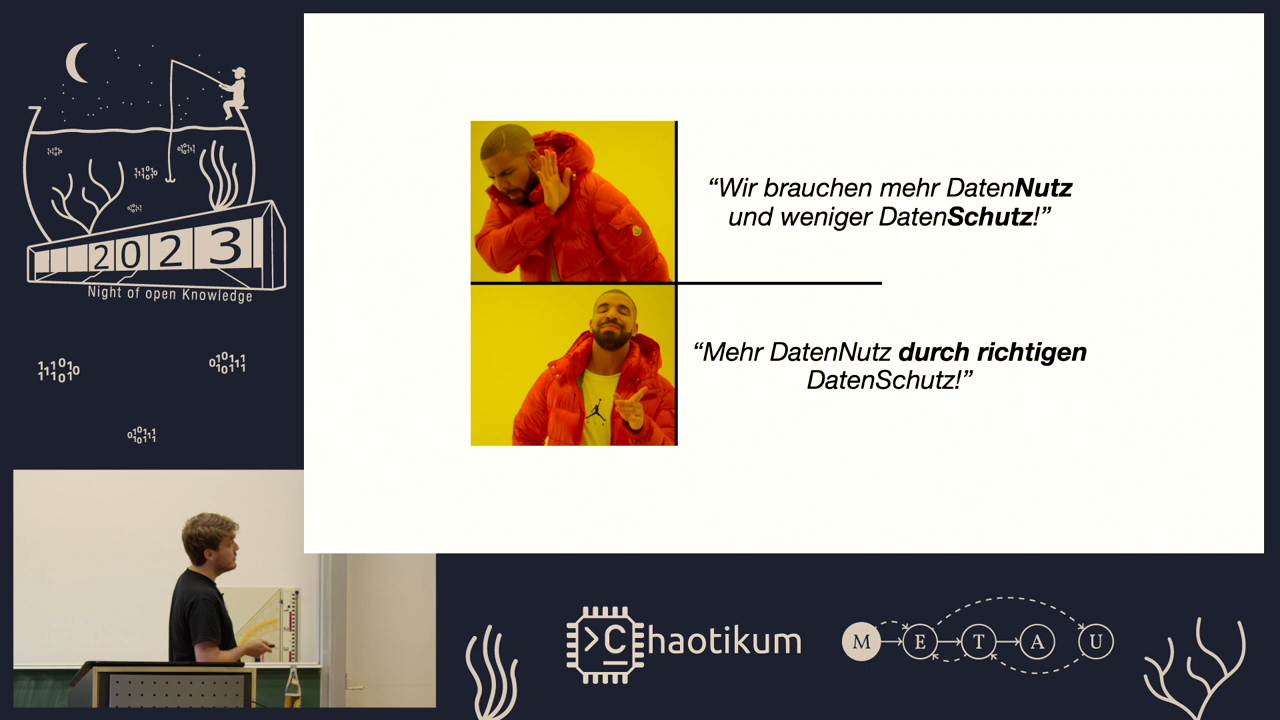 2023
Night of open Knowledge
“Wir brauchen mehr DatenNutz
und weniger DatenSchutz!”
“Mehr DatenNutz durch richtigen
DatenSchutz!”
>Chaotikum
M E T A U